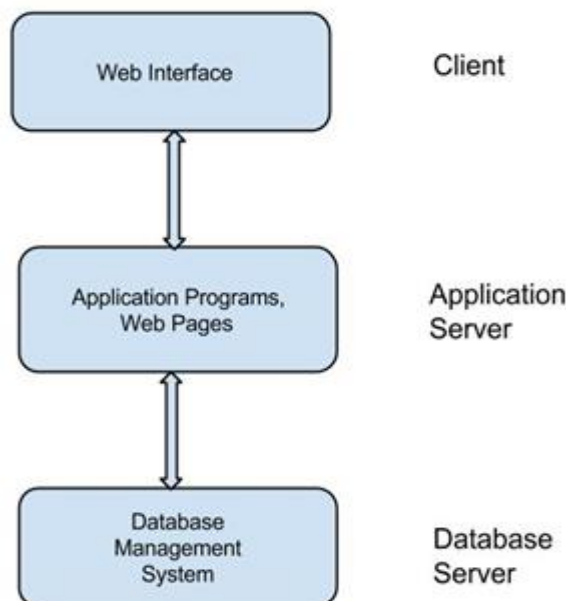 Web Interface
Client
Application Programs,
Web Pages
Application
Server
Database
Management
System
Database
Server